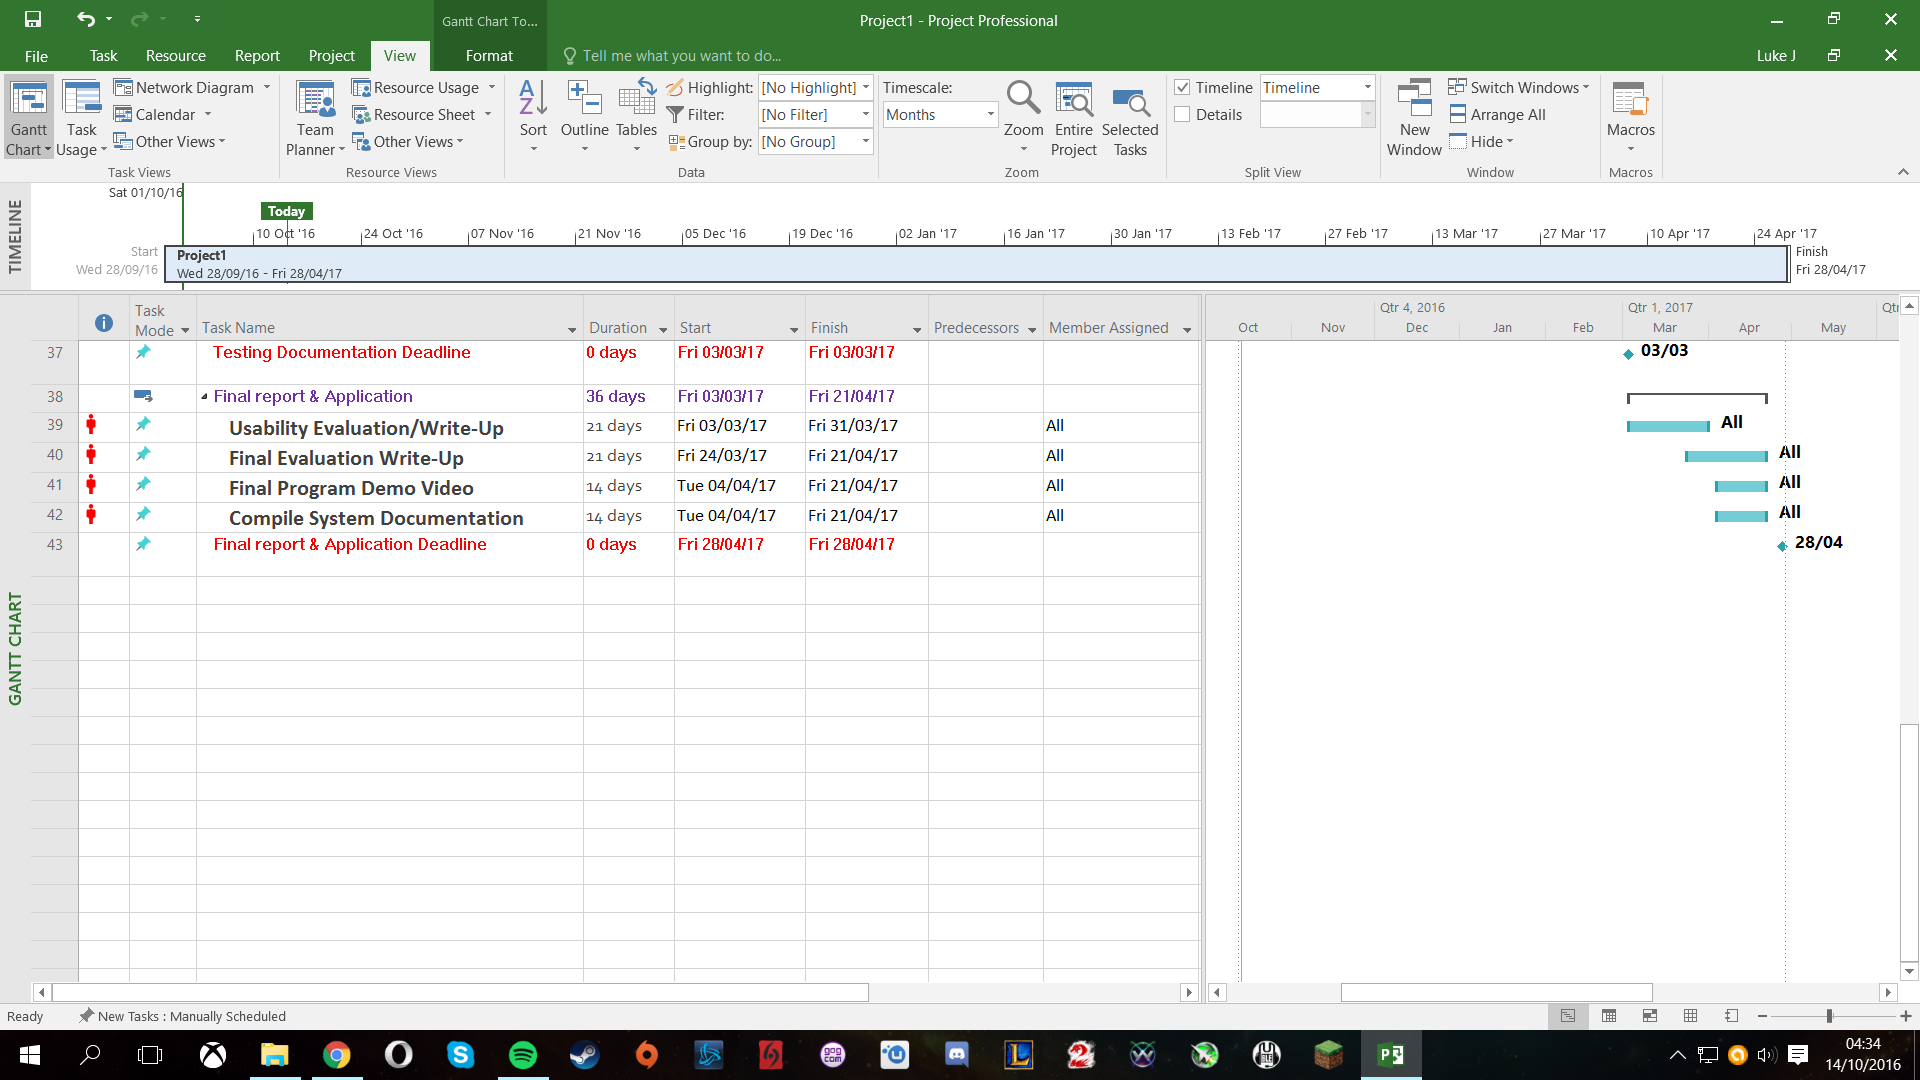 Gantt Chart To...
Project1 - Project Professional
File Task Resource Report Project View Format Tell me what you want to do... Luke J
Gantt Chart
Task Usage
Network Diagram
Calendar
Other Views
Task Views
Team Planner
Resource Usage
Resource Sheet
Other Views
Resource Views
Sort
Outline
Tables
Highlight: [No Highlight]
Filter: [No Filter]
Group by: [No Group]
Data
Timescale:
Months
Zoom
Entire Project
Selected Tasks
Zoom
Timeline Timeline
Details
Split View
New Window
Switch Windows
Arrange All
Hide
Window
Macros
Macros
TIMELINE
Sat 01/10/16
Today
10 Oct '16 24 Oct '16 07 Nov '16 21 Nov '16 05 Dec '16 19 Dec '16 02 Jan '17 16 Jan '17 30 Jan '17 13 Feb '17 27 Feb '17 13 Mar '17 27 Mar '17 10 Apr '17 24 Apr '17
Start
Wed 28/09/16
Project1
Wed 28/09/16 - Fri 28/04/17
Finish
Fri 28/04/17
GANTT CHART
Task Mode Task Name Duration Start Finish Predecessors Member Assigned
Qtr 4, 2016 Qtr 1, 2017 Qtr
Oct Nov Dec Jan Feb Mar Apr May
37 Testing Documentation Deadline 0 days Fri 03/03/17 Fri 03/03/17 03/03
38 Final report & Application 36 days Fri 03/03/17 Fri 21/04/17
39 Usability Evaluation/Write-Up 21 days Fri 03/03/17 Fri 31/03/17 All All
40 Final Evaluation Write-Up 21 days Fri 24/03/17 Fri 21/04/17 All All
41 Final Program Demo Video 14 days Tue 04/04/17 Fri 21/04/17 All All
42 Compile System Documentation 14 days Tue 04/04/17 Fri 21/04/17 All All
43 Final report & Application Deadline 0 days Fri 28/04/17 Fri 28/04/17 28/04
Ready New Tasks : Manually Scheduled
04:34
14/10/2016